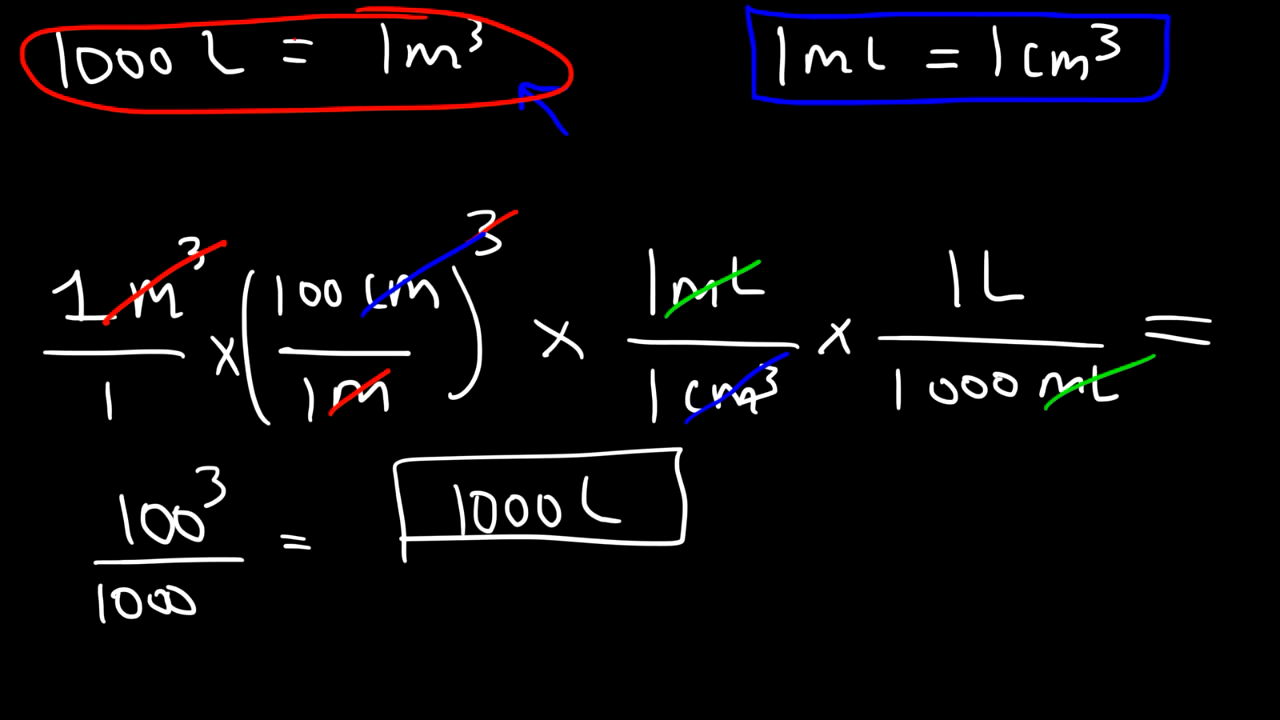 1000 L = 1m³
1mL = 1cm³
1m³/1 × (100 cm/1m)³ × 1mL/1cm³ × 1L/1000 mL =
100³/1000 = 1000 L